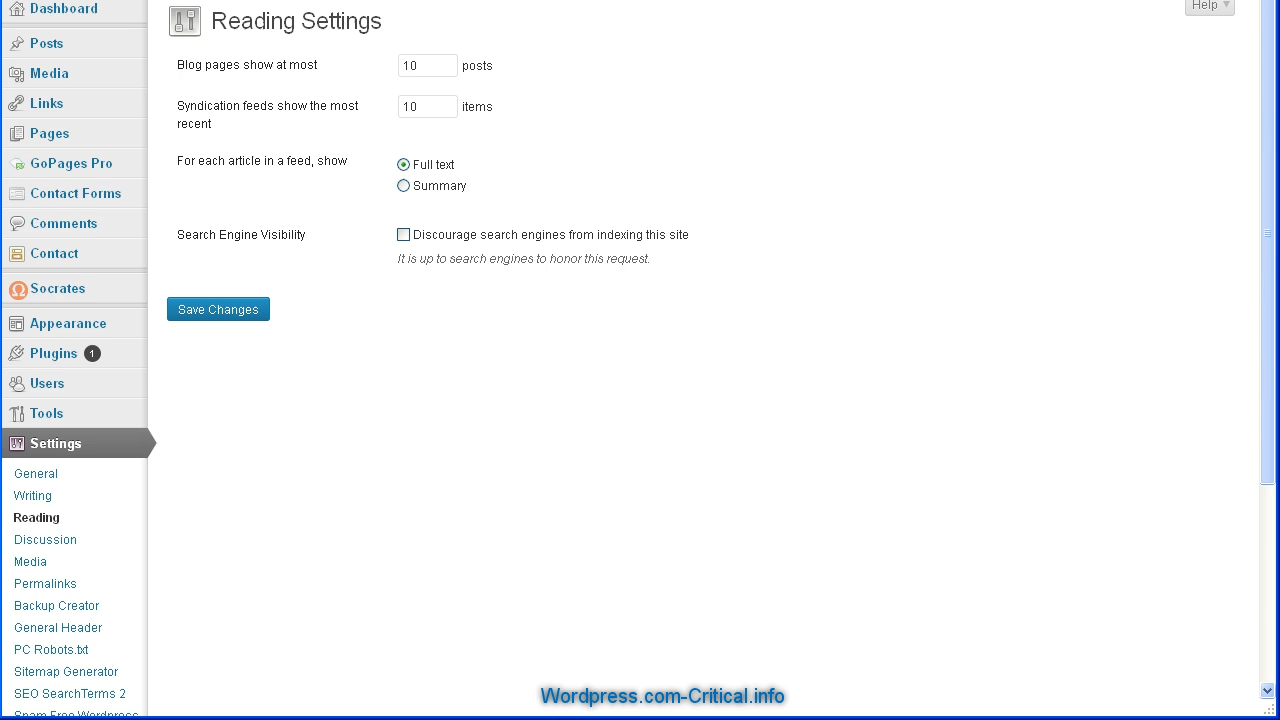 Dashboard
Posts
Media
Links
Pages
GoPages Pro
Contact Forms
Comments
Contact
Socrates
Appearance
Plugins 1
Users
Tools
Settings
General
Writing
Reading
Discussion
Media
Permalinks
Backup Creator
General Header
PC Robots.txt
Sitemap Generator
SEO SearchTerms 2
Spam Free Wordpress
Help
Reading Settings
Blog pages show at most 10 posts
Syndication feeds show the most
recent 10 items
For each article in a feed, show
Full text
Summary
Search Engine Visibility
Discourage search engines from indexing this site
It is up to search engines to honor this request.
Save Changes
Wordpress.com-Critical.info